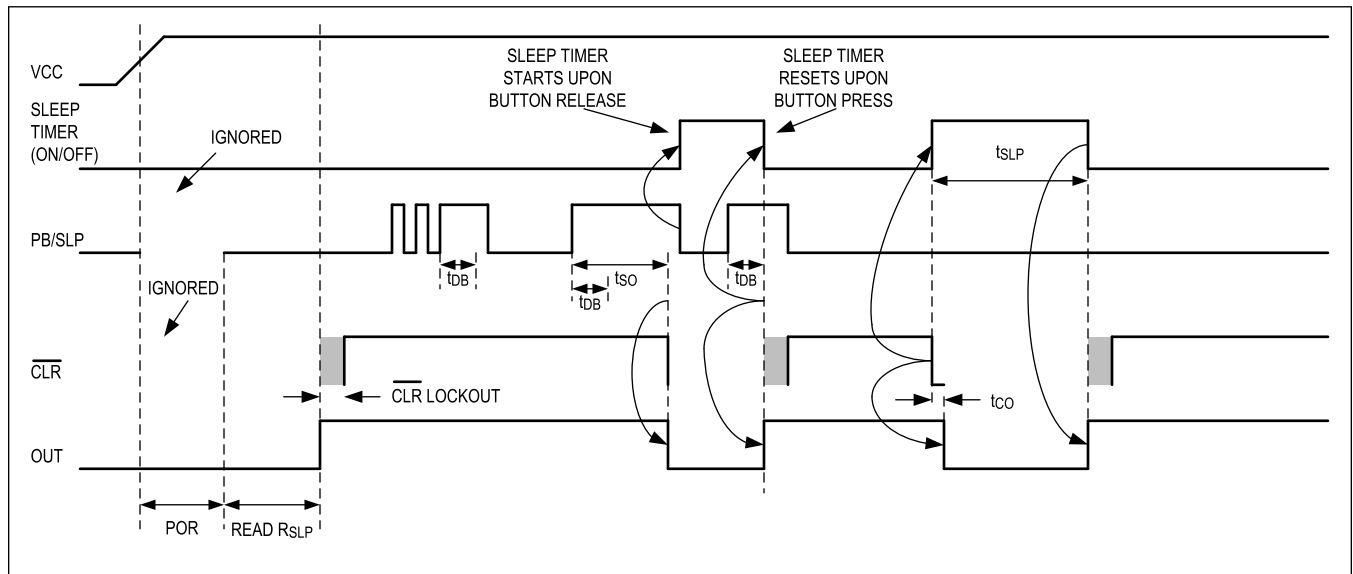 SLEEP TIMER
STARTS UPON
BUTTON RELEASE
SLEEP TIMER
RESETS UPON
BUTTON PRESS
VCC
SLEEP
TIMER
(ON/OFF)
IGNORED
tSLP
PB/SLP
tDB
tSO
tDB
tDB
IGNORED
CLR
CLR LOCKOUT
tCO
OUT
POR
READ RSLP